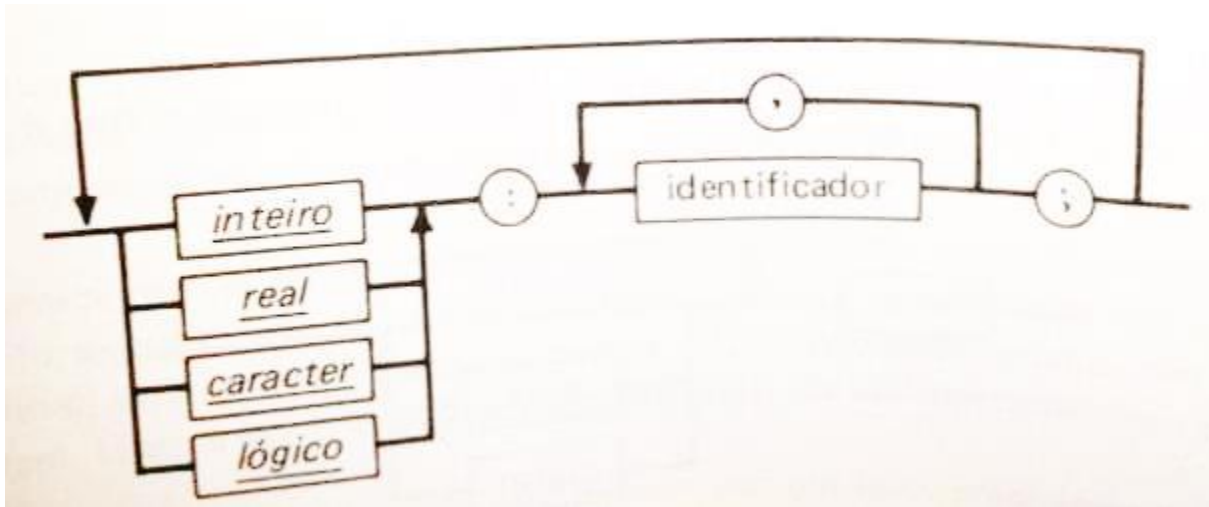 ,
inteiro : identificador ;
real
caracter
lógico